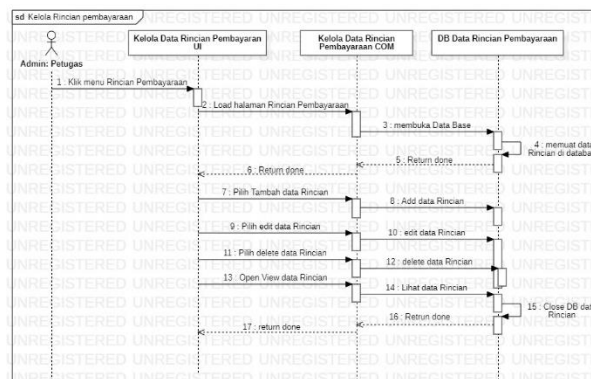 sd Kelola Rincian pembayaraan
Kelola Data Rincian Pembayaran
UI
Kelola Data Rincian
Pembayaraan COM
DB Data Rincian Pembayaraan
Admin: Petugas
1 : Klik menu Rincian Pembayaraan
2 : Load halaman Rincian Pembayaraan
3 : membuka Data Base
4 : memuat data
Rincian di databa
5 : Return done
6 : Return done
7 : Pilih Tambah data Rincian
8 : Add data Rincian
9 : Pilih edit data Rincian
10 : edit data Rincian
11 : Pilih delete data Rincian
12 : delete data Rincian
13 : Open View data Rincian
14 : Lihat data Rincian
15 : Close DB dat
Rincian
16 : Retrun done
17 : return done
UNREGISTERED